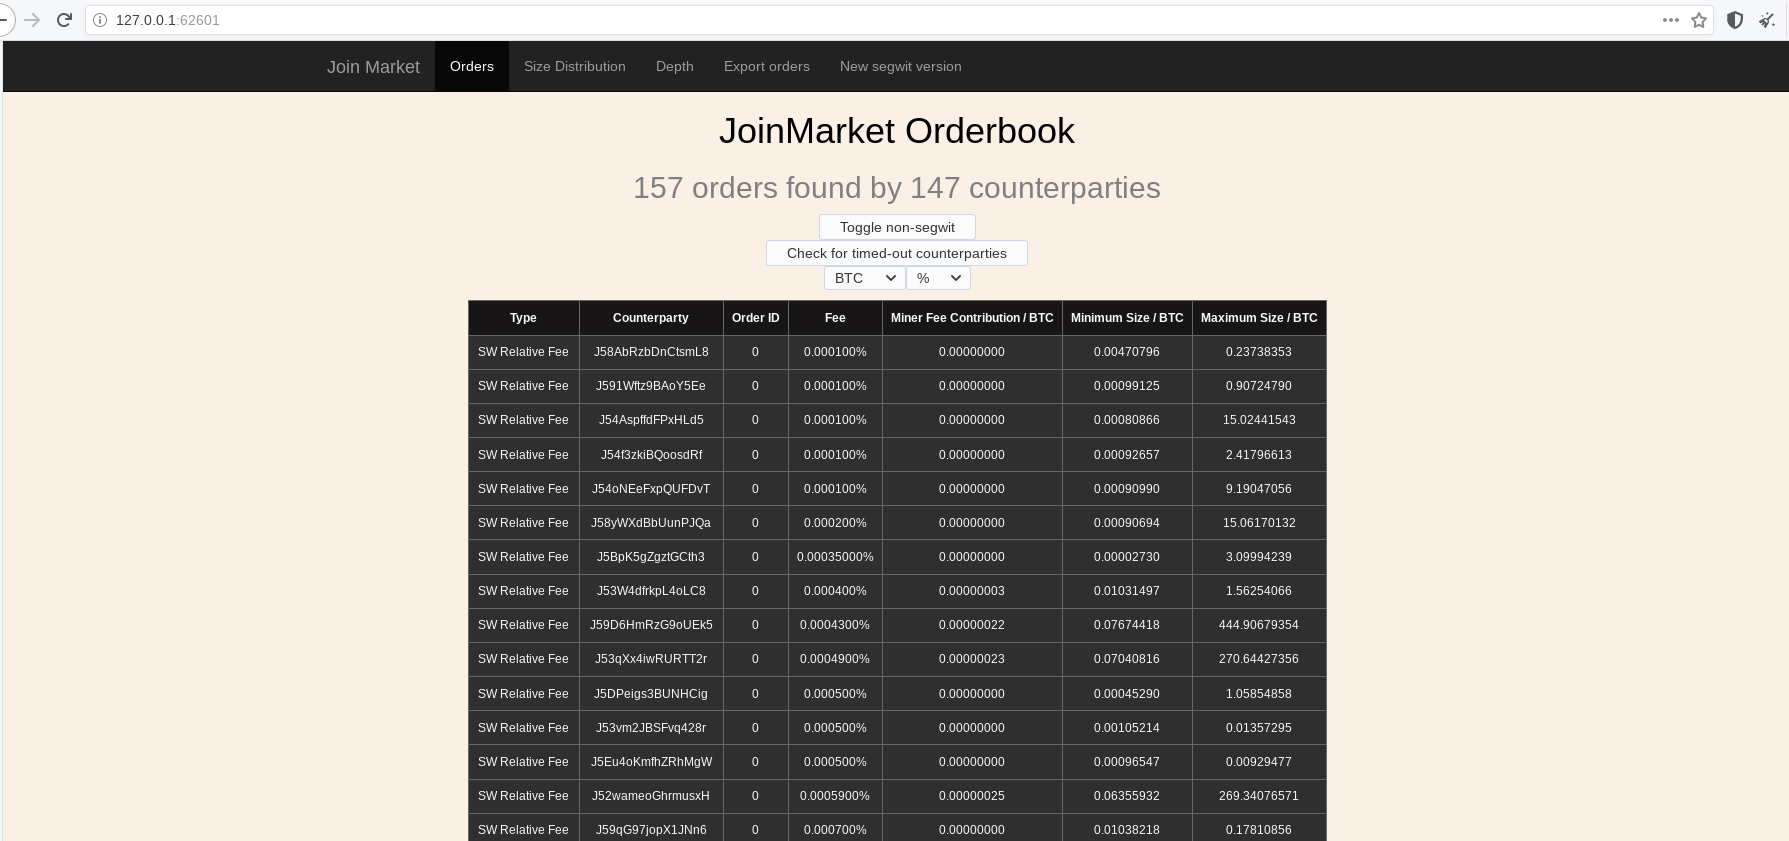 127.0.0.1:62601
Join Market Orders Size Distribution Depth Export orders New segwit version
JoinMarket Orderbook
157 orders found by 147 counterparties
Toggle non-segwit
Check for timed-out counterparties
BTC %
Type Counterparty Order ID Fee Miner Fee Contribution / BTC Minimum Size / BTC Maximum Size / BTC
SW Relative Fee J58AbRzbDnCtsmL8 0 0.000100% 0.00000000 0.00470796 0.23738353
SW Relative Fee J591Wftz9BAoY5Ee 0 0.000100% 0.00000000 0.00099125 0.90724790
SW Relative Fee J54AspffdFPxHLd5 0 0.000100% 0.00000000 0.00080866 15.02441543
SW Relative Fee J54f3zkiBQoosdRf 0 0.000100% 0.00000000 0.00092657 2.41796613
SW Relative Fee J54oNEeFxpQUFDvT 0 0.000100% 0.00000000 0.00090990 9.19047056
SW Relative Fee J58yWXdBbUunPJQa 0 0.000200% 0.00000000 0.00090694 15.06170132
SW Relative Fee J5BpK5gZgztGCth3 0 0.00035000% 0.00000000 0.00002730 3.09994239
SW Relative Fee J53W4dfrkpL4oLC8 0 0.000400% 0.00000003 0.01031497 1.56254066
SW Relative Fee J59D6HmRzG9oUEk5 0 0.0004300% 0.00000022 0.07674418 444.90679354
SW Relative Fee J53qXx4iwRURTT2r 0 0.0004900% 0.00000023 0.07040816 270.64427356
SW Relative Fee J5DPeigs3BUNHCig 0 0.000500% 0.00000000 0.00045290 1.05854858
SW Relative Fee J53vm2JBSFvq428r 0 0.000500% 0.00000000 0.00105214 0.01357295
SW Relative Fee J5Eu4oKmfhZRhMgW 0 0.000500% 0.00000000 0.00096547 0.00929477
SW Relative Fee J52wameoGhrmusxH 0 0.0005900% 0.00000025 0.06355932 269.34076571
SW Relative Fee J59qG97jopX1JNn6 0 0.000700% 0.00000000 0.01038218 0.17810856